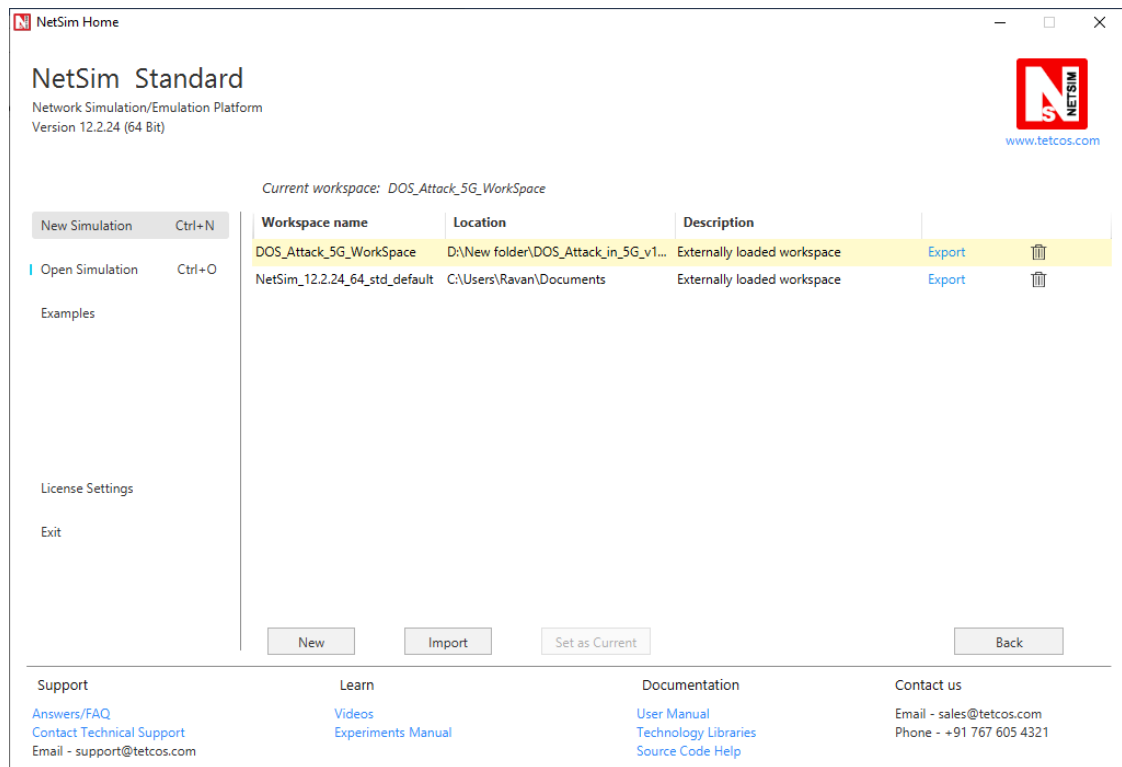 NetSim Home
NetSim Standard
Network Simulation/Emulation Platform
Version 12.2.24 (64 Bit)
NS NETSIM
www.tetcos.com
Current workspace: DOS_Attack_5G_WorkSpace
New Simulation Ctrl+N
Open Simulation Ctrl+O
Examples
License Settings
Exit
Workspace name Location Description
DOS_Attack_5G_WorkSpace D:\New folder\DOS_Attack_in_5G_v1... Externally loaded workspace Export
NetSim_12.2.24_64_std_default C:\Users\Ravan\Documents Externally loaded workspace Export
New Import Set as Current Back
Support
Answers/FAQ
Contact Technical Support
Email - support@tetcos.com
Learn
Videos
Experiments Manual
Documentation
User Manual
Technology Libraries
Source Code Help
Contact us
Email - sales@tetcos.com
Phone - +91 767 605 4321